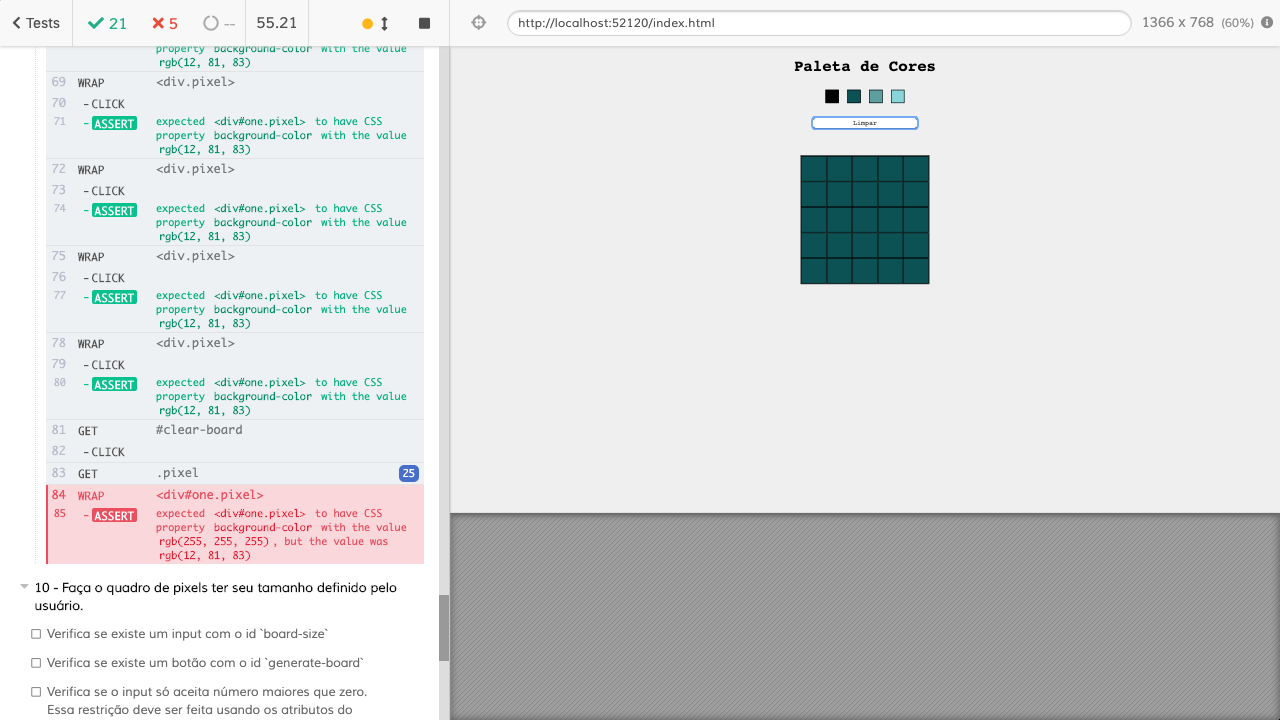 Tests
21
5
--
55.21
http://localhost:52120/index.html
1366 x 768 (60%)
property background-color with the value
rgb(12, 81, 83)
69 WRAP <div.pixel>
70 - CLICK
71 - ASSERT expected <div#one.pixel> to have CSS
property background-color with the value
rgb(12, 81, 83)
72 WRAP <div.pixel>
73 - CLICK
74 - ASSERT expected <div#one.pixel> to have CSS
property background-color with the value
rgb(12, 81, 83)
75 WRAP <div.pixel>
76 - CLICK
77 - ASSERT expected <div#one.pixel> to have CSS
property background-color with the value
rgb(12, 81, 83)
78 WRAP <div.pixel>
79 - CLICK
80 - ASSERT expected <div#one.pixel> to have CSS
property background-color with the value
rgb(12, 81, 83)
81 GET #clear-board
82 - CLICK
83 GET .pixel 25
84 WRAP <div#one.pixel>
85 - ASSERT expected <div#one.pixel> to have CSS
property background-color with the value
rgb(255, 255, 255), but the value was
rgb(12, 81, 83)
10 - Faça o quadro de pixels ter seu tamanho definido pelo
usuário.
Verifica se existe um input com o id `board-size`
Verifica se existe um botão com o id `generate-board`
Verifica se o input só aceita número maiores que zero.
Essa restrição deve ser feita usando os atributos do
Paleta de Cores
Limpar